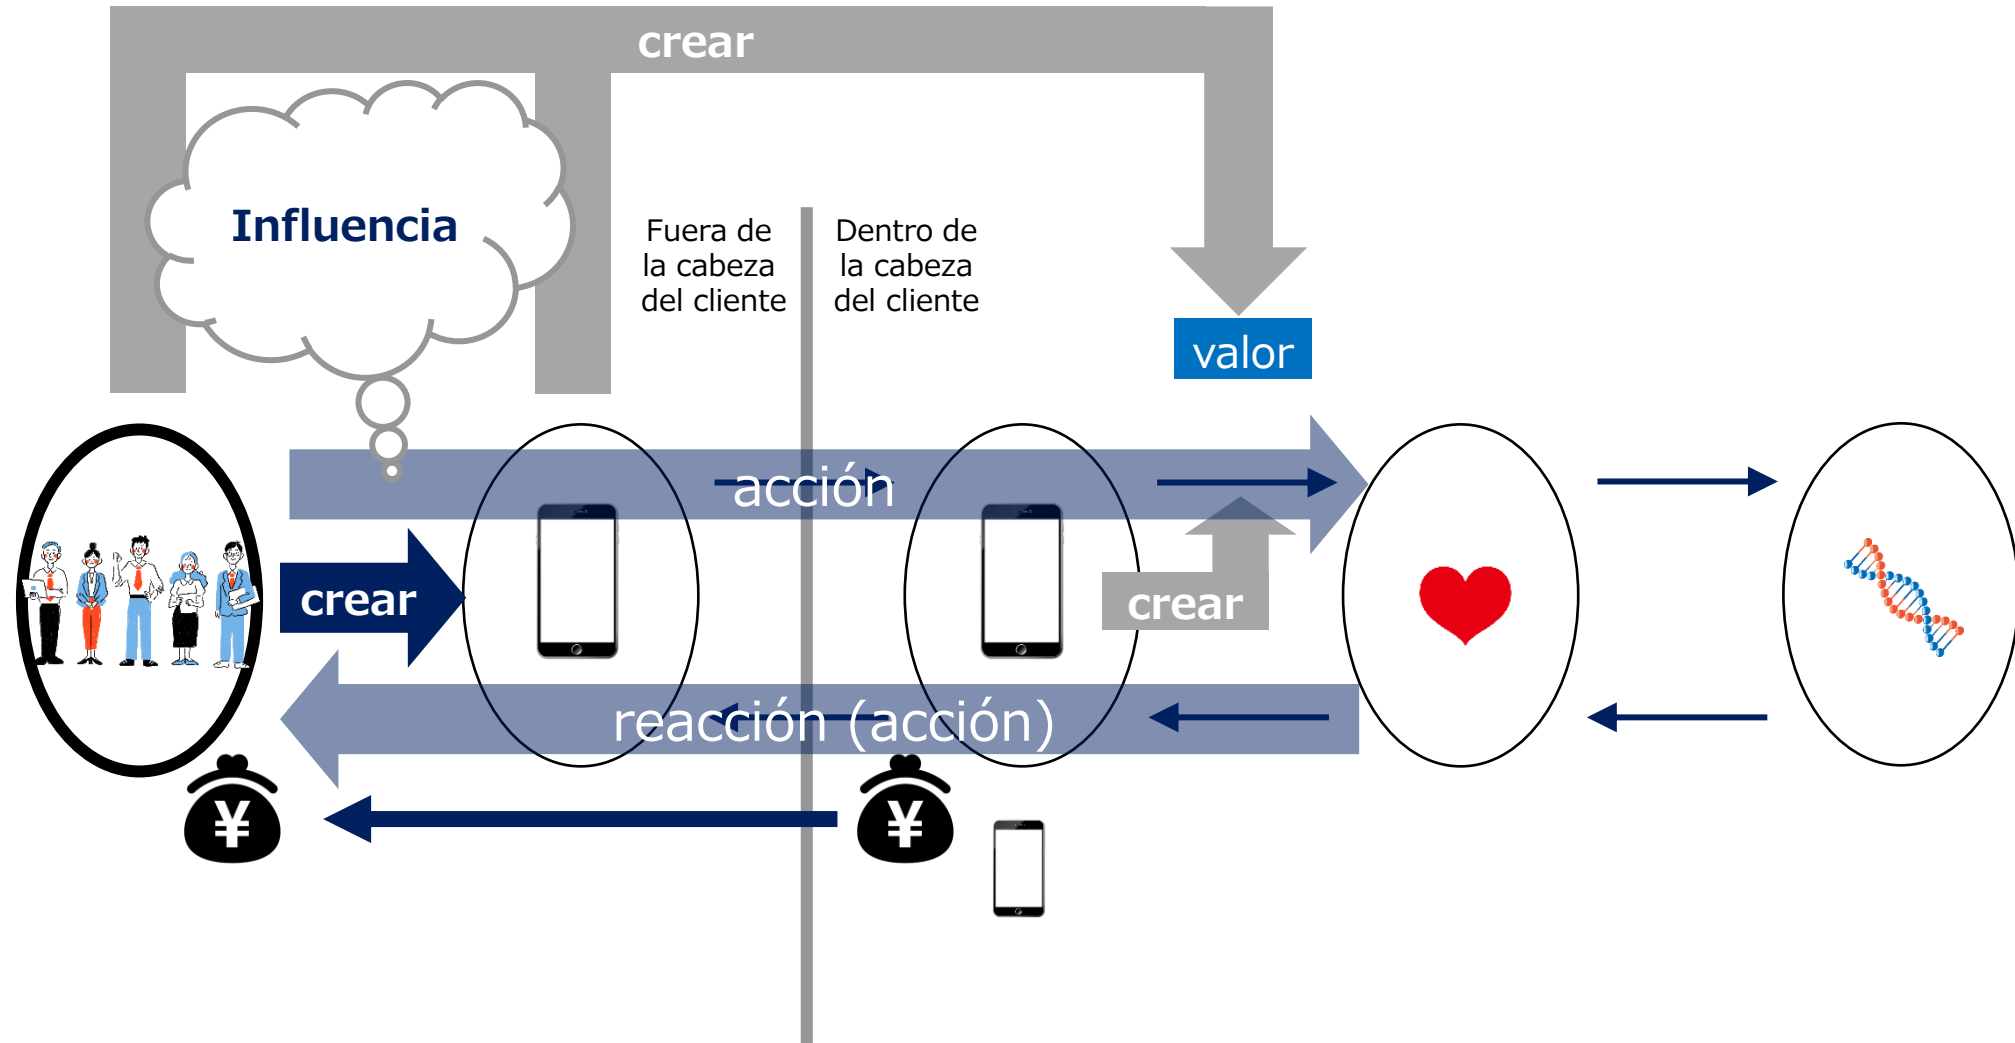 crear
Influencia
Fuera de
la cabeza
del cliente
Dentro de
la cabeza
del cliente
valor
acción
crear
crear
reacción (acción)
¥
¥